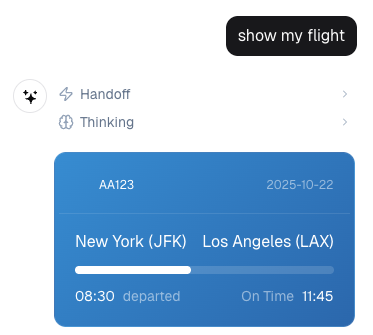 show my flight
Handoff
Thinking
AA123 2025-10-22
New York (JFK) Los Angeles (LAX)
08:30 departed On Time 11:45